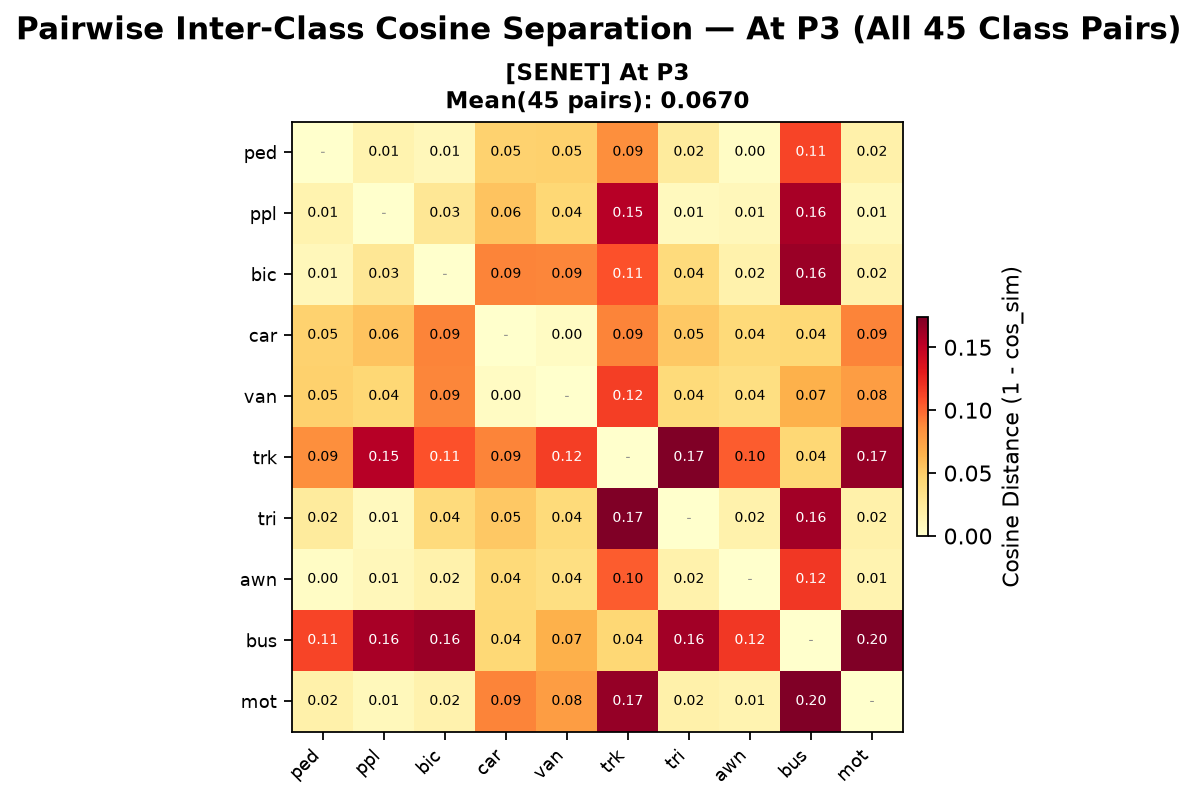 Pairwise Inter-Class Cosine Separation — At P3 (All 45 Class Pairs)
[SENET] At P3
Mean(45 pairs): 0.0670
ped - 0.01 0.01 0.05 0.05 0.09 0.02 0.00 0.11 0.02
ppl 0.01 - 0.03 0.06 0.04 0.15 0.01 0.01 0.16 0.01
bic 0.01 0.03 - 0.09 0.09 0.11 0.04 0.02 0.16 0.02
car 0.05 0.06 0.09 - 0.00 0.09 0.05 0.04 0.04 0.09
van 0.05 0.04 0.09 0.00 - 0.12 0.04 0.04 0.07 0.08
trk 0.09 0.15 0.11 0.09 0.12 - 0.17 0.10 0.04 0.17
tri 0.02 0.01 0.04 0.05 0.04 0.17 - 0.02 0.16 0.02
awn 0.00 0.01 0.02 0.04 0.04 0.10 0.02 - 0.12 0.01
bus 0.11 0.16 0.16 0.04 0.07 0.04 0.16 0.12 - 0.20
mot 0.02 0.01 0.02 0.09 0.08 0.17 0.02 0.01 0.20 -
ped ppl bic car van trk tri awn bus mot
0.15
0.10
0.05
0.00
Cosine Distance (1 - cos_sim)